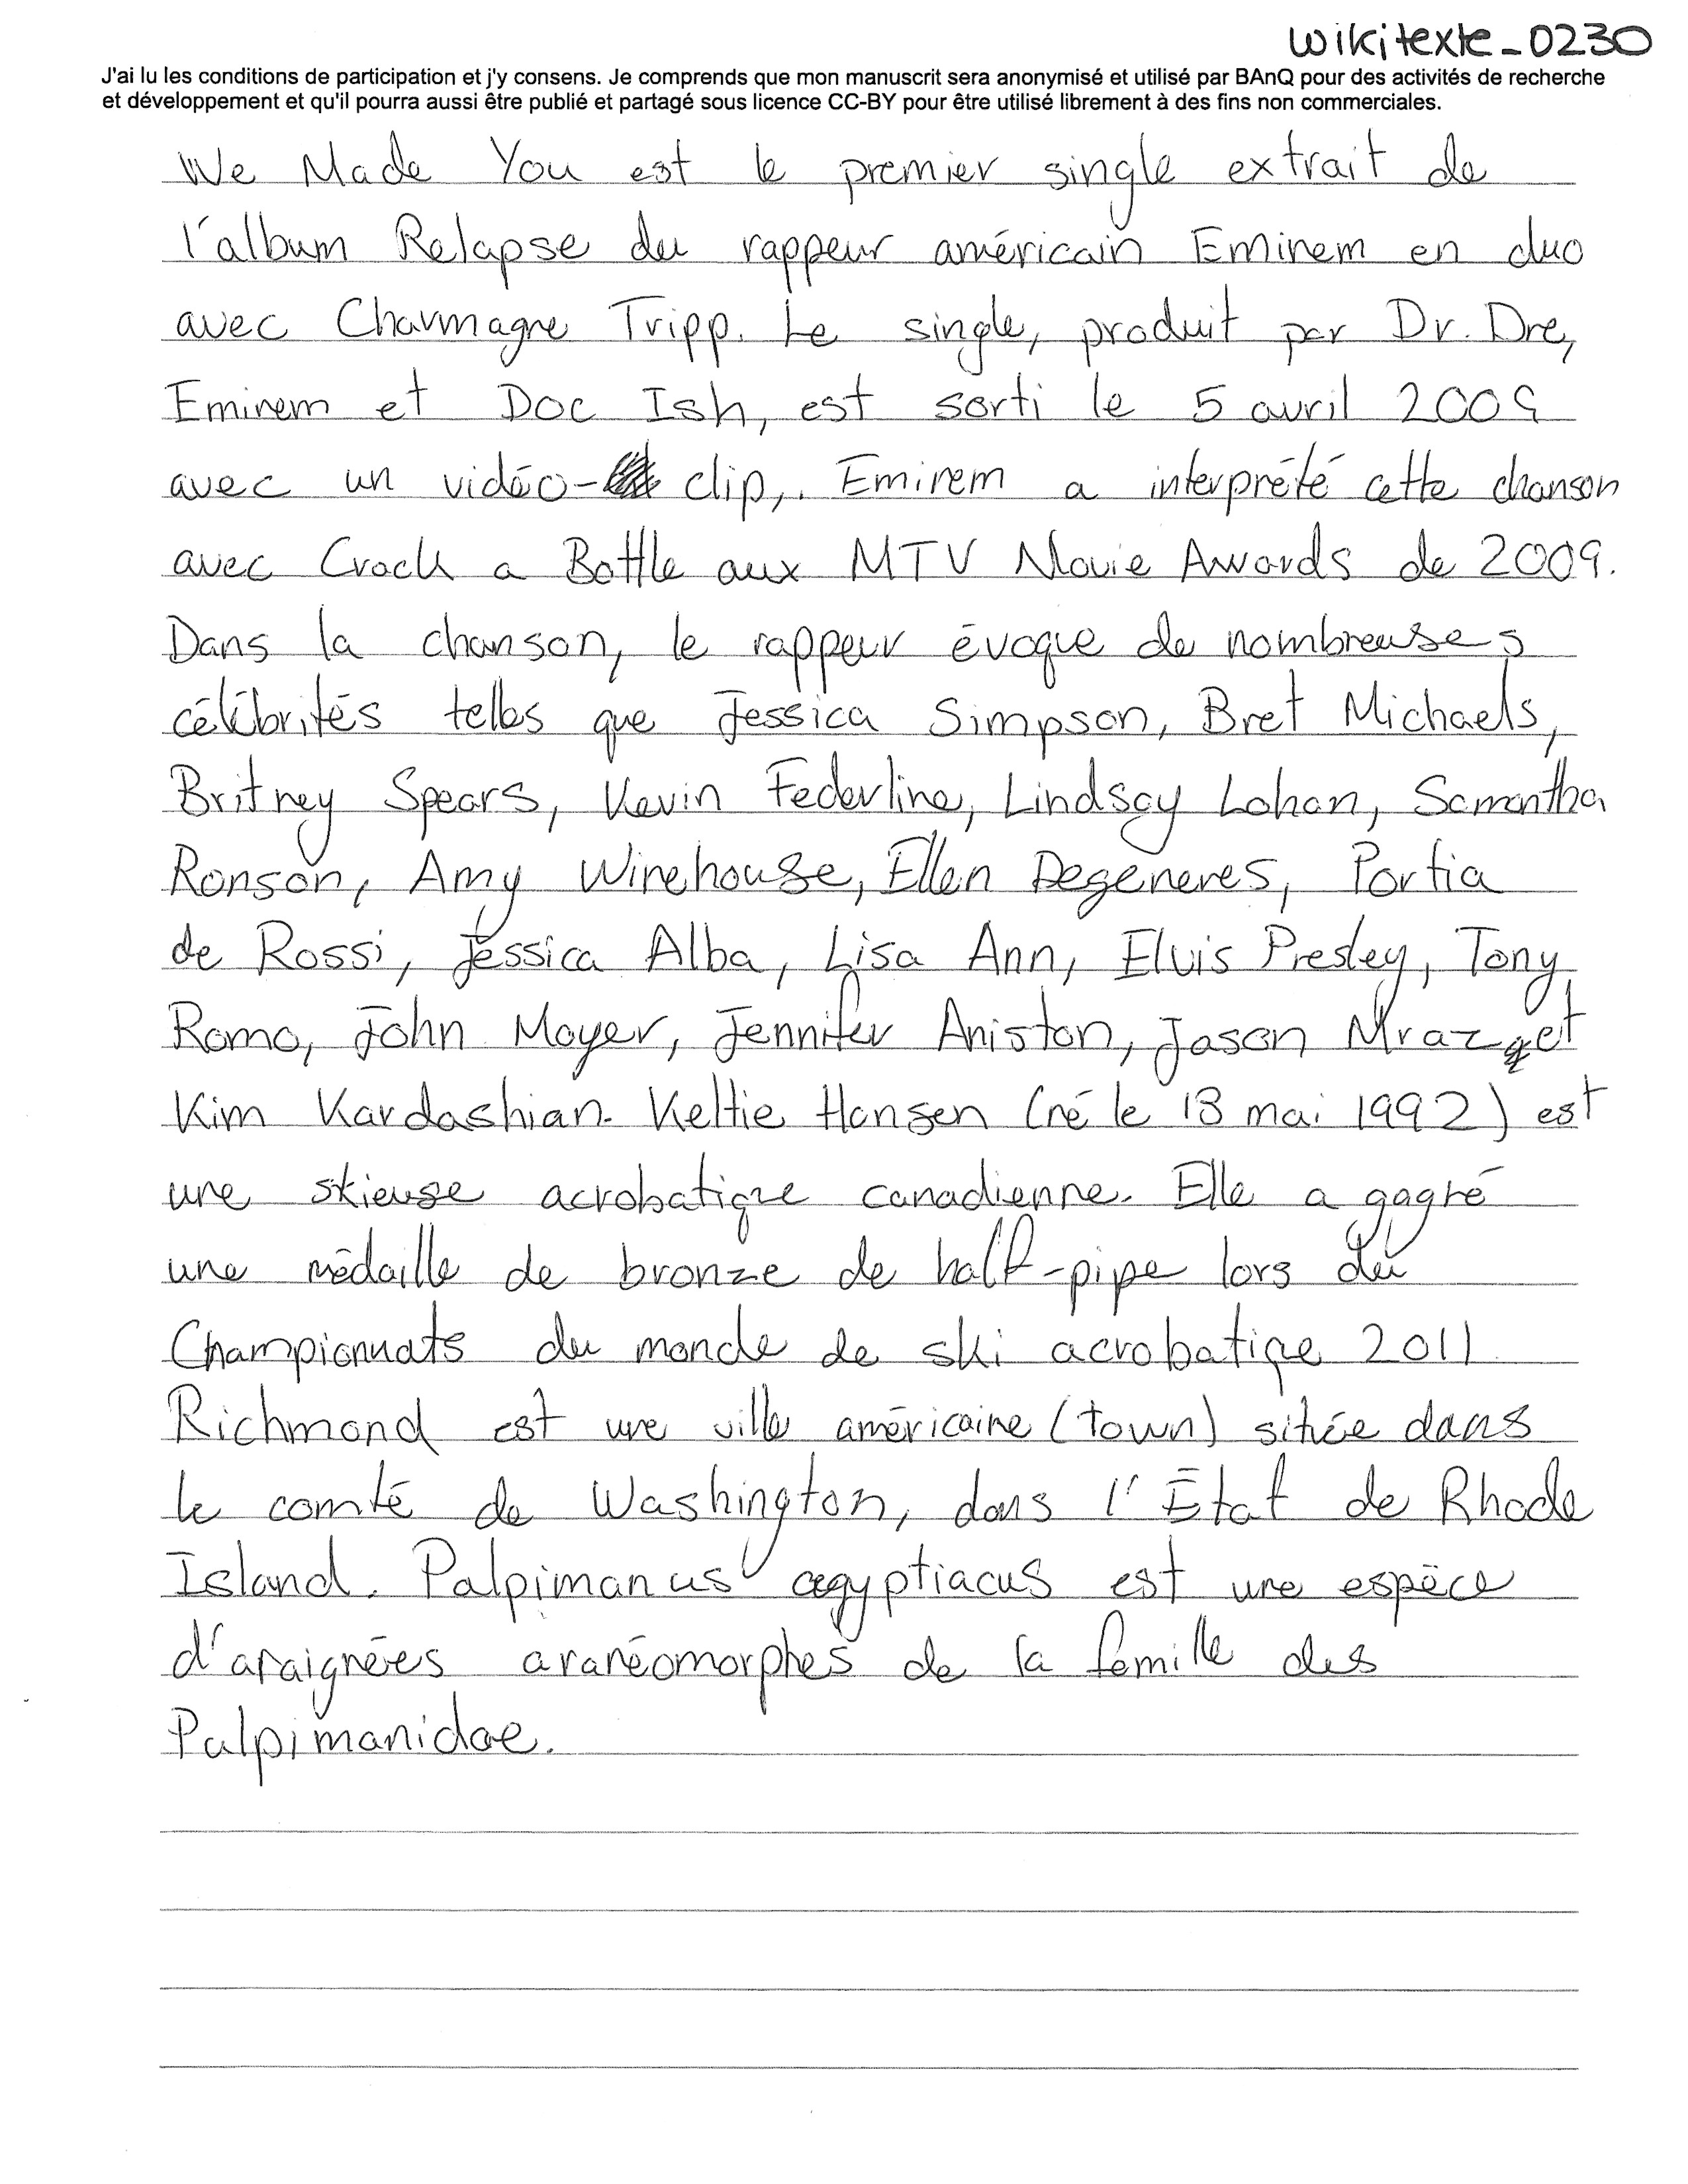 wikitexte_0230
J'ai lu les conditions de participation et j'y consens. Je comprends que mon manuscrit sera anonymisé et utilisé par BAnQ pour des activités de recherche
et développement et qu'il pourra aussi être publié et partagé sous licence CC-BY pour être utilisé librement à des fins non commerciales.
We Made You est le premier single extrait de
l'album Relapse du rappeur américain Eminem en duo
avec Charmagne Tripp. Le single, produit par Dr. Dre,
Eminem et Doc Ish, est sorti le 5 avril 2009
avec un vidéo- clip,. Eminem a interprété cette chanson
avec Crack a Bottle aux MTV Movie Awards de 2009.
Dans la chanson, le rappeur évoque de nombreuses
célébrités telles que Jessica Simpson, Bret Michaels,
Britney Spears, Kevin Federline, Lindsay Lohan, Samantha
Ronson, Amy Winehouse, Ellen Degeneres, Portia
de Rossi, Jessica Alba, Lisa Ann, Elvis Presley, Tony
Romo, John Mayer, Jennifer Aniston, Jason Mraz et
Kim Kardashian. Keltie Hansen (né le 18 mai 1992) est
une skieuse acrobatique canadienne. Elle a gagné
une médaille de bronze de half-pipe lors du
Championnats du monde de ski acrobatiqe 2011
Richmond est une ville américaine (town) sitiée dans
le comté de Washington, dans l'État de Rhode
Island. Palpimanus aegyptiacus est une espèce
d'araignées aranéomorphes de la famille des
Palpimanidae.